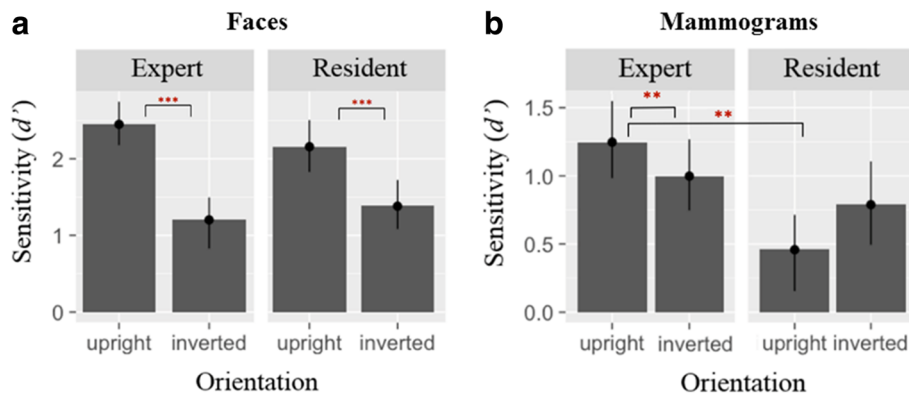 a Faces
Expert Resident
***
***
Sensitivity (d’)
2
1
0
upright inverted upright inverted
Orientation
b Mammograms
Expert Resident
**
**
Sensitivity (d’)
1.5
1.0
0.5
0.0
upright inverted upright inverted
Orientation